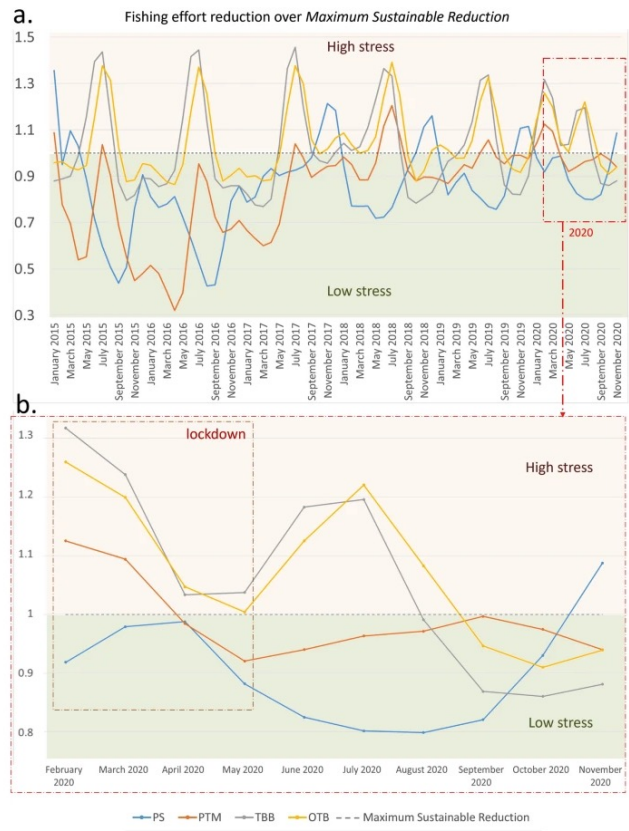 a. Fishing effort reduction over Maximum Sustainable Reduction
1.5
High stress
1.3
1.1
0.9
0.7
2020
0.5
Low stress
0.3
January 2015
March 2015
May 2015
July 2015
September 2015
November 2015
January 2016
March 2016
May 2016
July 2016
September 2016
November 2016
January 2017
March 2017
May 2017
July 2017
September 2017
November 2017
January 2018
March 2018
May 2018
July 2018
September 2018
November 2018
January 2019
March 2019
May 2019
July 2019
September 2019
November 2019
January 2020
March 2020
May 2020
July 2020
September 2020
November 2020
b.
1.3
lockdown
High stress
1.2
1.1
1
0.9
Low stress
0.8
February 2020
March 2020
April 2020
May 2020
June 2020
July 2020
August 2020
September 2020
October 2020
November 2020
PS PTM TBB OTB Maximum Sustainable Reduction